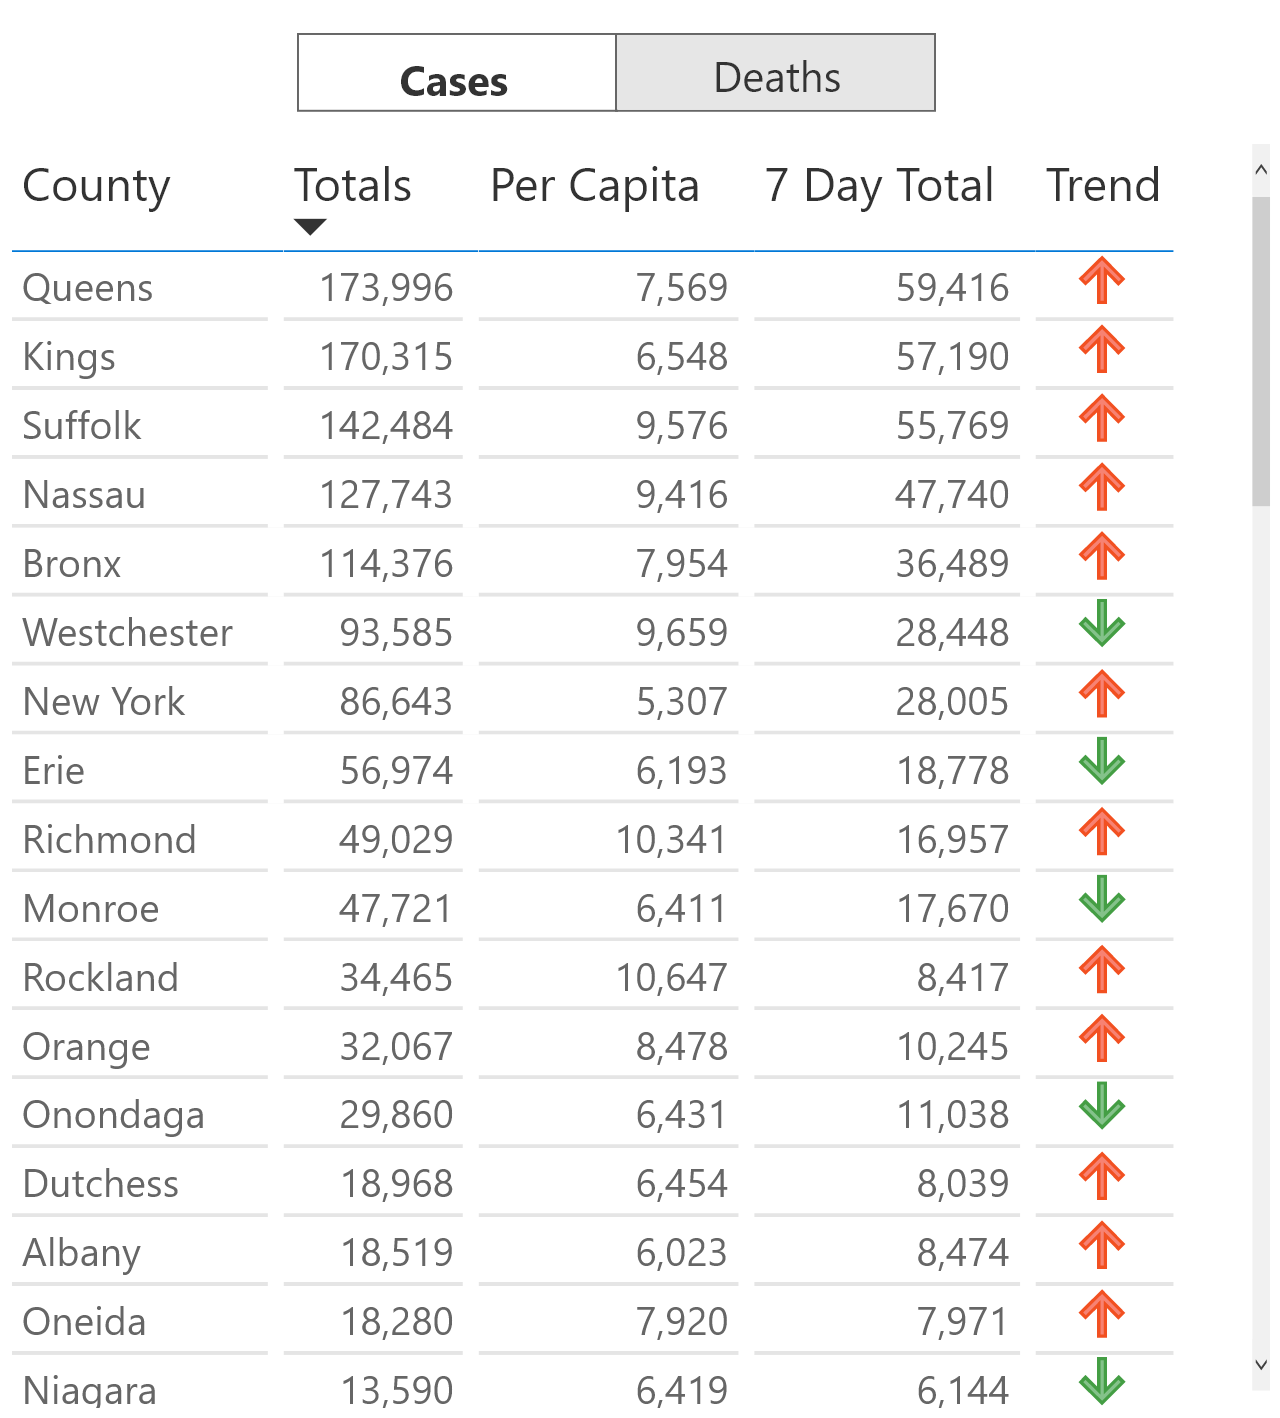 Cases Deaths
County Totals Per Capita 7 Day Total Trend
Queens 173,996 7,569 59,416
Kings 170,315 6,548 57,190
Suffolk 142,484 9,576 55,769
Nassau 127,743 9,416 47,740
Bronx 114,376 7,954 36,489
Westchester 93,585 9,659 28,448
New York 86,643 5,307 28,005
Erie 56,974 6,193 18,778
Richmond 49,029 10,341 16,957
Monroe 47,721 6,411 17,670
Rockland 34,465 10,647 8,417
Orange 32,067 8,478 10,245
Onondaga 29,860 6,431 11,038
Dutchess 18,968 6,454 8,039
Albany 18,519 6,023 8,474
Oneida 18,280 7,920 7,971
Niagara 13,590 6,419 6,144